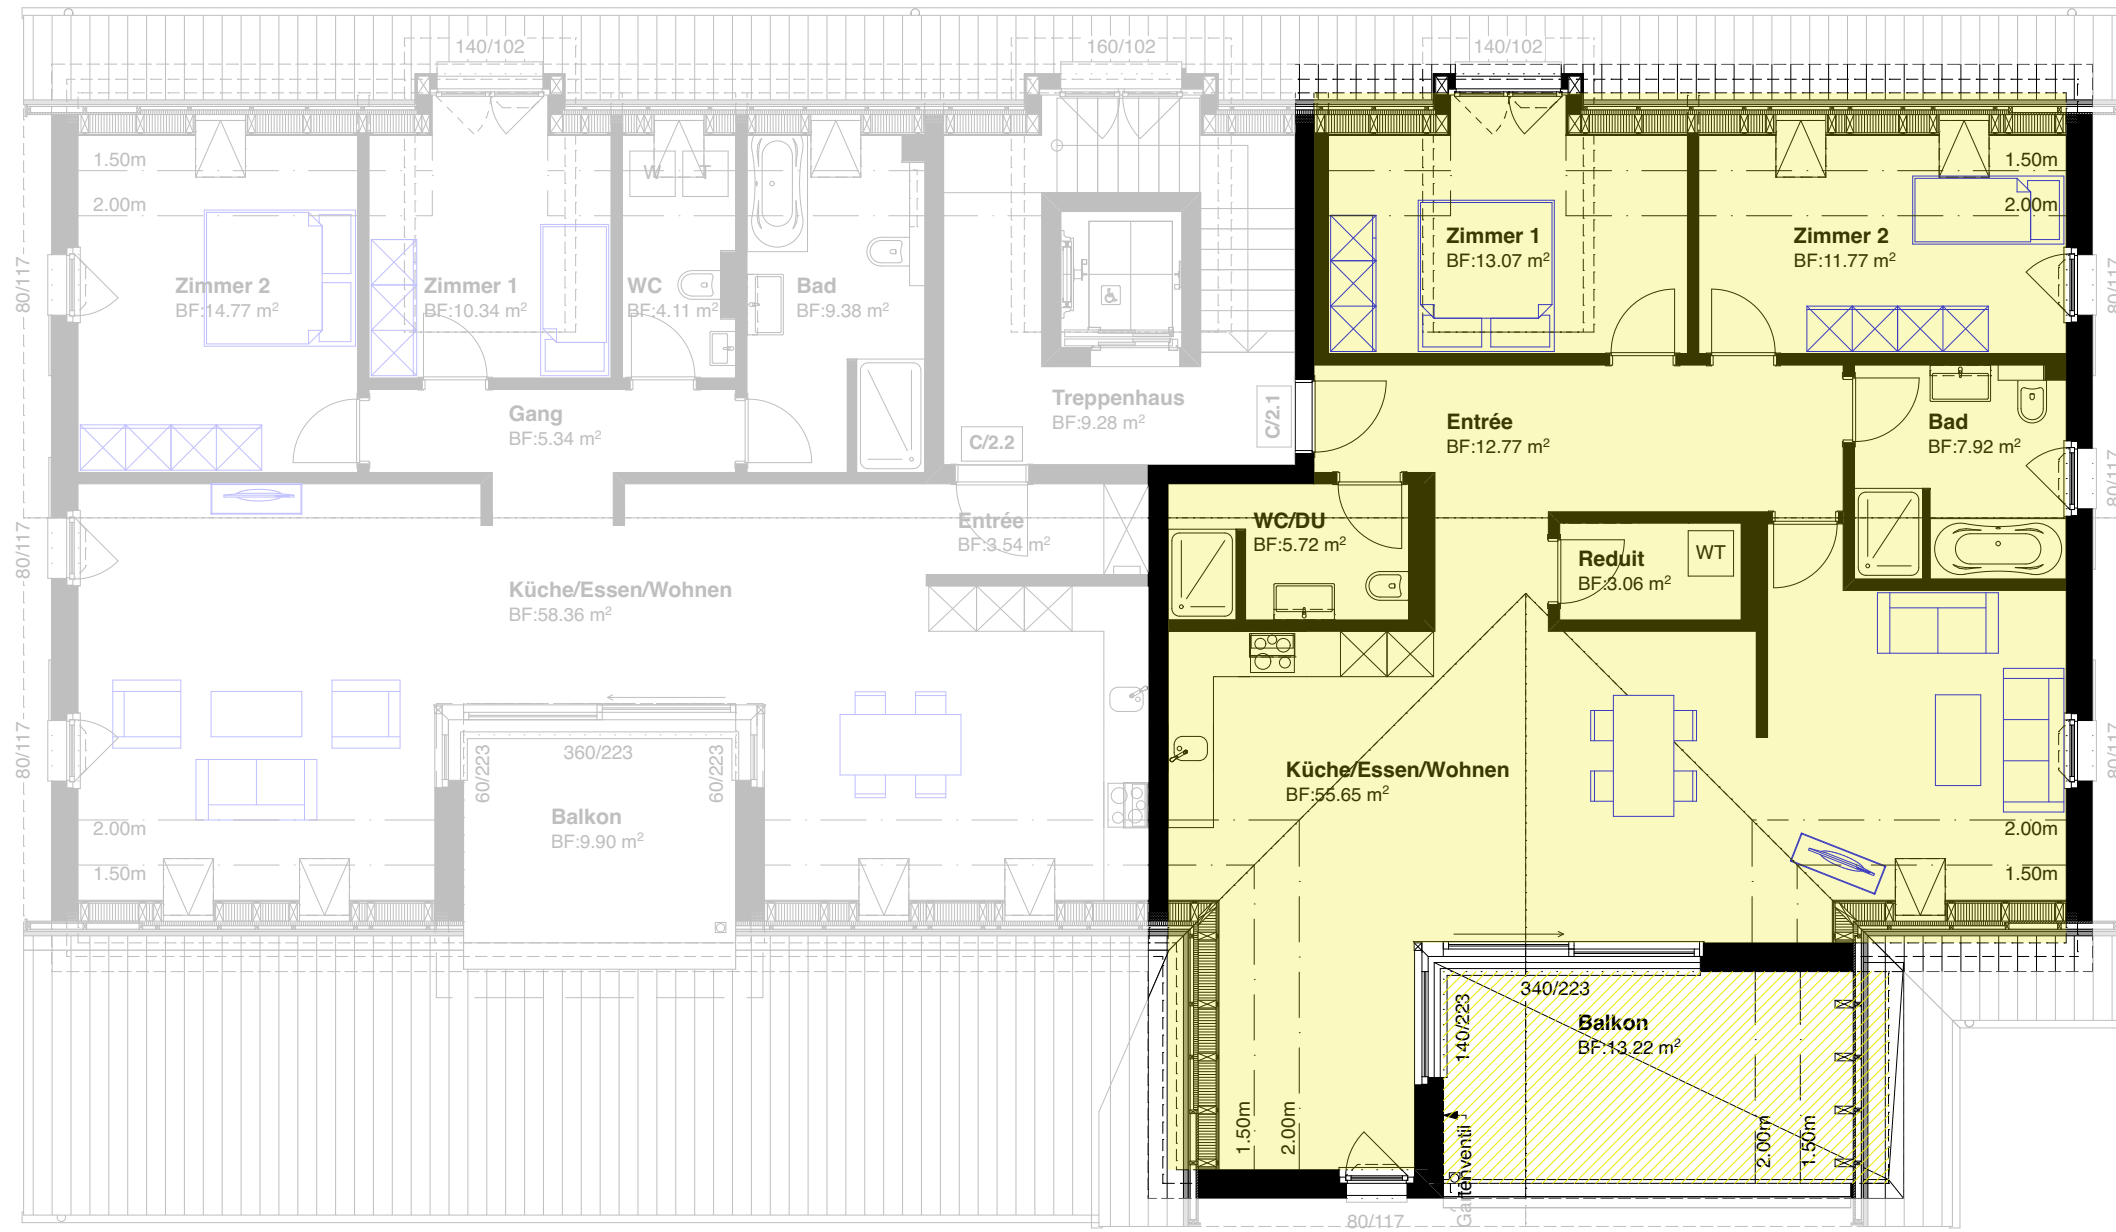 140/102
160/102
140/102
1.50m
2.00m
Zimmer 2
BF:14.77 m²
Zimmer 1
BF:10.34 m²
W
T
WC
BF:4.11 m²
Bad
BF:9.38 m²
Zimmer 1
BF:13.07 m²
Zimmer 2
BF:11.77 m²
1.50m
2.00m
80/117
80/117
Gang
BF:5.34 m²
C/2.2
Treppenhaus
BF:9.28 m²
C/2.1
Entrée
BF:12.77 m²
Bad
BF:7.92 m²
80/117
80/117
Entrée
BF:3.54 m²
WC/DU
BF:5.72 m²
Reduit
BF:3.06 m²
WT
Küche/Essen/Wohnen
BF:58.36 m²
80/117
80/117
360/223
60/223
60/223
Balkon
BF:9.90 m²
2.00m
1.50m
Küche/Essen/Wohnen
BF:55.65 m²
2.00m
1.50m
340/223
140/223
Balkon
BF:13.22 m²
1.50m
2.00m
Gartenventil
2.00m
1.50m
80/117